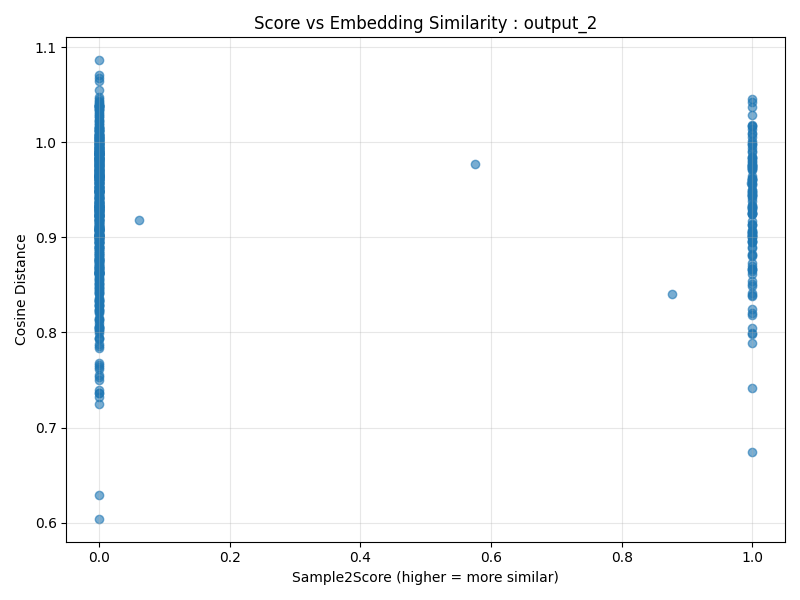 Score vs Embedding Similarity : output_2
Cosine Distance
1.1
1.0
0.9
0.8
0.7
0.6
0.0 0.2 0.4 0.6 0.8 1.0
Sample2Score (higher = more similar)